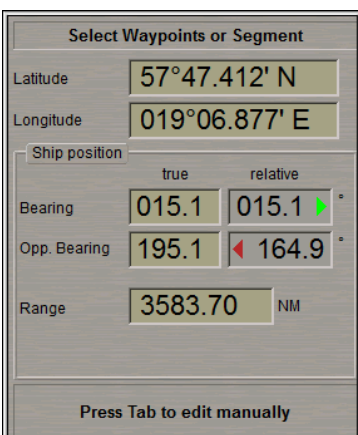 Select Waypoints or Segment
Latitude 57°47.412' N
Longitude 019°06.877' E
Ship position
true relative
Bearing 015.1 015.1 °
Opp. Bearing 195.1 164.9 °
Range 3583.70 NM
Press Tab to edit manually